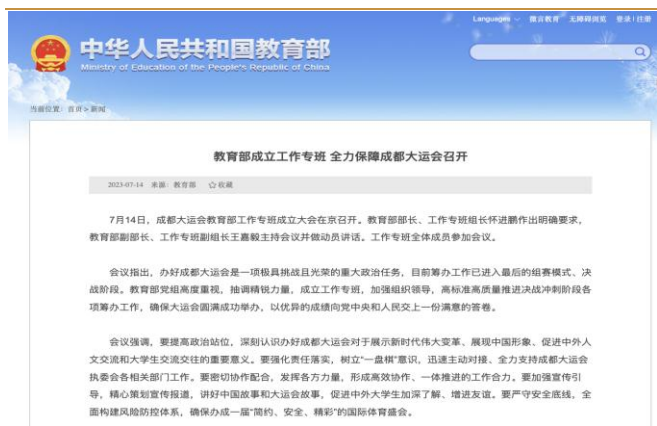 Languages 微言教育 无障碍浏览 登录 | 注册
中华人民共和国教育部
Ministry of Education of the People's Republic of China
当前位置: 首页 > 新闻
教育部成立工作专班 全力保障成都大运会召开
2023-07-14 来源: 教育部 收藏
7月14日，成都大运会教育部工作专班成立大会在京召开。教育部部长、工作专班组长怀进鹏作出明确要求，
教育部副部长、工作专班副组长王嘉毅主持会议并做动员讲话。工作专班全体成员参加会议。
会议指出，办好成都大运会是一项极具挑战且光荣的重大政治任务，目前筹办工作已进入最后的组赛模式、决
战阶段。教育部党组高度重视，抽调精锐力量，成立工作专班，加强组织领导，高标准高质量推进决战冲刺阶段各
项筹办工作，确保大运会圆满成功举办，以优异的成绩向党中央和人民交上一份满意的答卷。
会议强调，要提高政治站位，深刻认识办好成都大运会对于展示新时代伟大变革、展现中国形象、促进中外人
文交流和大学生交流交往的重要意义。要强化责任落实，树立“一盘棋”意识，迅速主动对接、全力支持成都大运会
执委会各相关部门工作。要密切协作配合，发挥各方力量，形成高效协作、一体推进的工作合力。要加强宣传引
导，精心策划宣传报道，讲好中国故事和大运会故事，促进中外大学生加深了解、增进友谊。要严守安全底线，全
面构建风险防控体系，确保办成一届“简约、安全、精彩”的国际体育盛会。